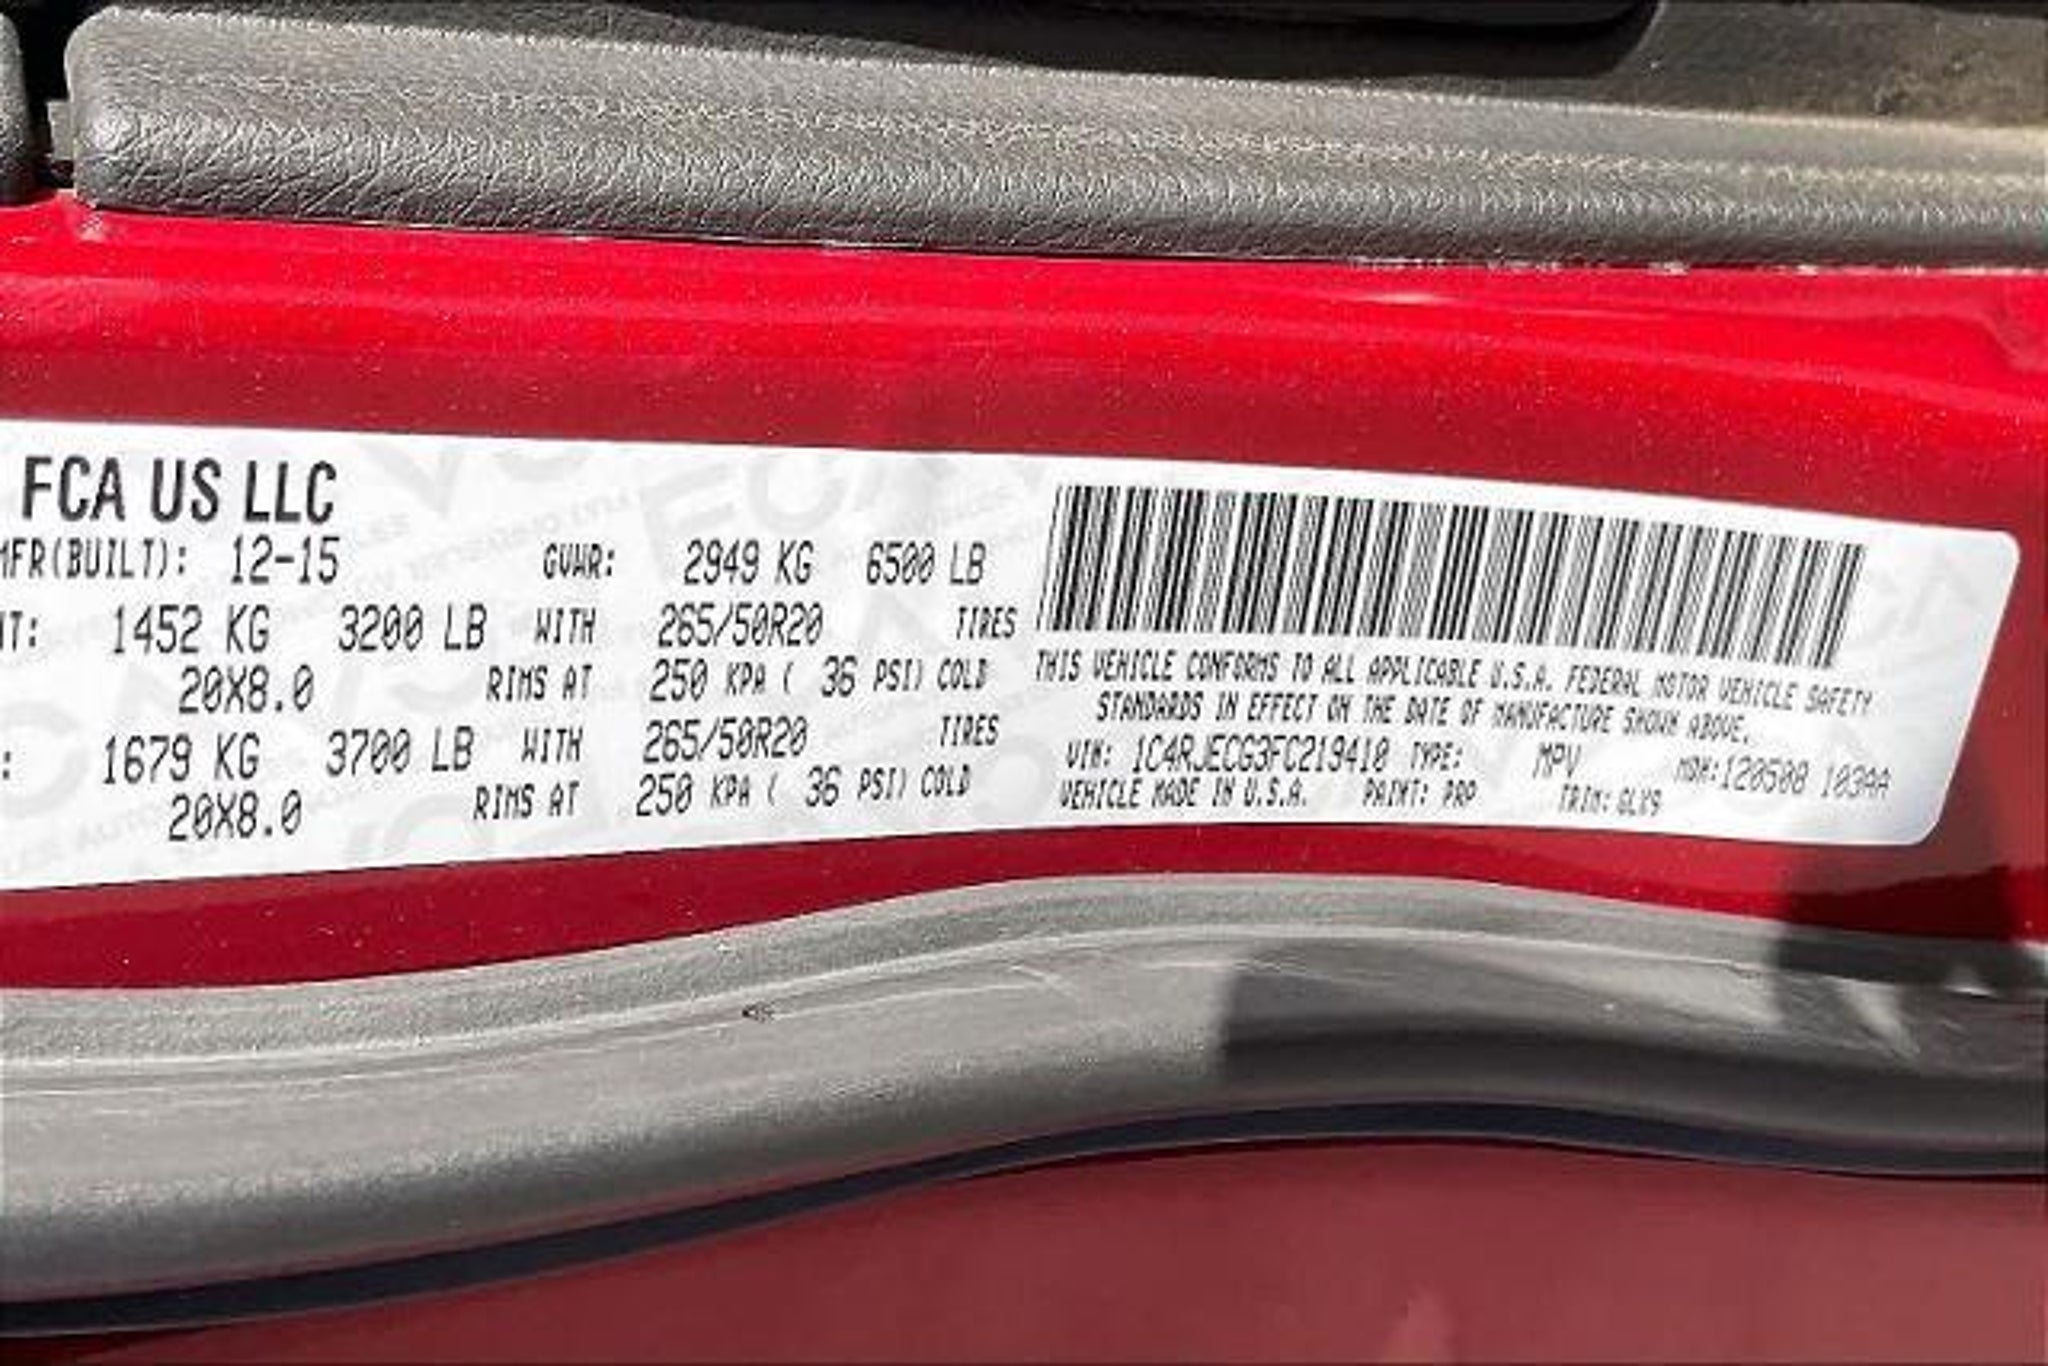 FCA US LLC
MFR(BUILT): 12-15 GVWR: 2949 KG 6500 LB
NT: 1452 KG 3200 LB WITH 265/50R20 TIRES
20X8.0 RIMS AT 250 KPA ( 36 PSI) COLD
: 1679 KG 3700 LB WITH 265/50R20 TIRES
20X8.0 RIMS AT 250 KPA ( 36 PSI) COLD
THIS VEHICLE CONFORMS TO ALL APPLICABLE U.S.A. FEDERAL MOTOR VEHICLE SAFETY
STANDARDS IN EFFECT ON THE DATE OF MANUFACTURE SHOWN ABOVE.
VIN: 1C4RJECG3FC219410 TYPE: MPV MDH:120508 103AA
VEHICLE MADE IN U.S.A. PAINT: PRP TRIM: QLX9